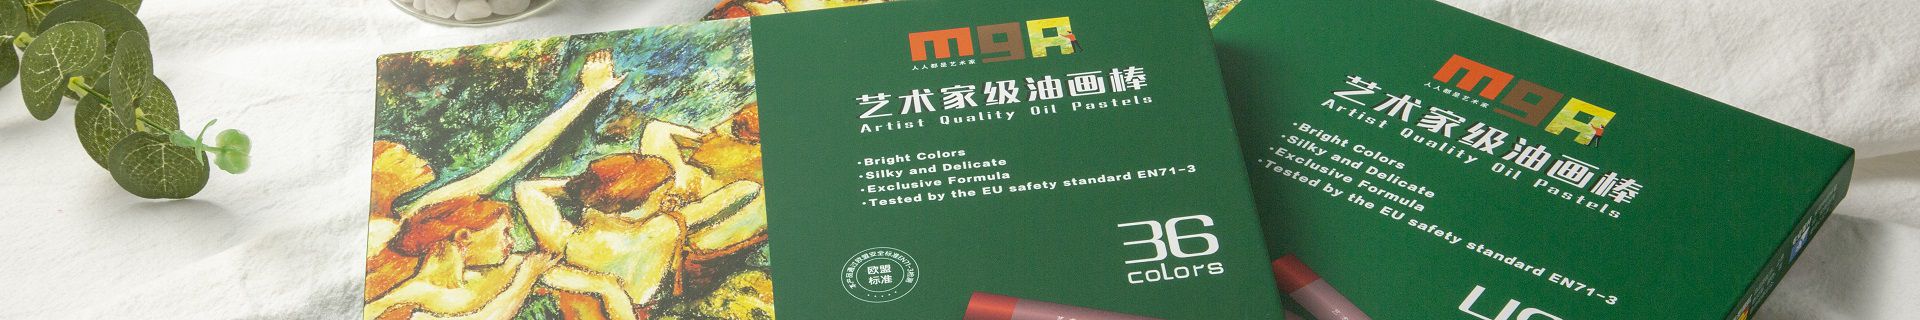 mgA
人人都是艺术家
艺术家级油画棒
Artist Quality Oil Pastels
·Bright Colors
·Silky and Delicate
·Exclusive Formula
·Tested by the EU safety standard EN71-3
36
colors
欧盟
标准
mgA
人人都是艺术家
艺术家级油画棒
Artist Quality Oil Pastels
·Bright Colors
·Silky and Delicate
·Exclusive Formula
·Tested by the EU safety standard EN71-3